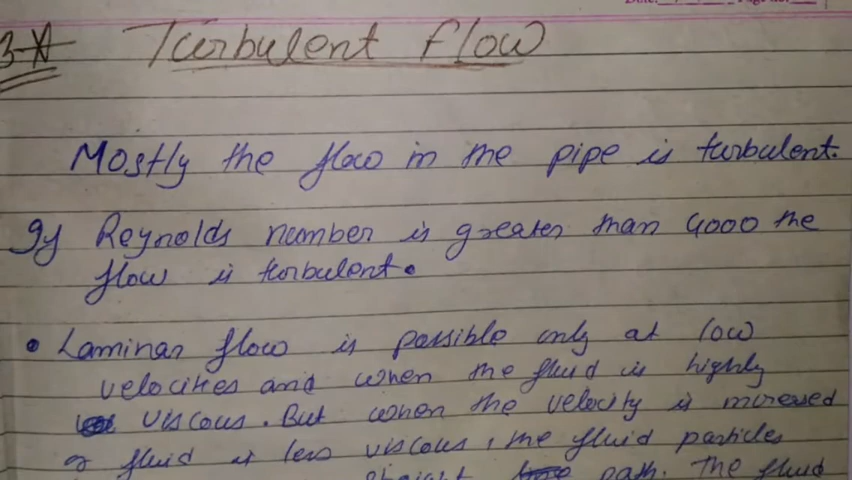 Turbulent flow
Mostly the flow in the pipe is turbulent.
If Reynolds number is greater than 4000 the
flow is turbulent.
• Laminar flow is possible only at low
velocities and when the fluid is highly
viscous. But when the velocity is increased
or fluid is less viscous, the fluid particles
straight path. The fluid